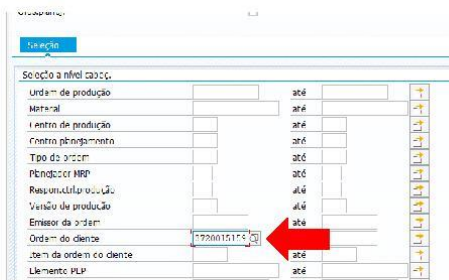 Seleção
Seleção a nível cabeç.
Ordem de produção até
Material até
Centro de produção até
Centro planejamento até
Tipo de ordem até
Planejador MRP até
Respon.ctrl.produção até
Versão de produção até
Emissor da ordem até
Ordem do cliente até
Item da ordem do cliente até
Elemento PEP até